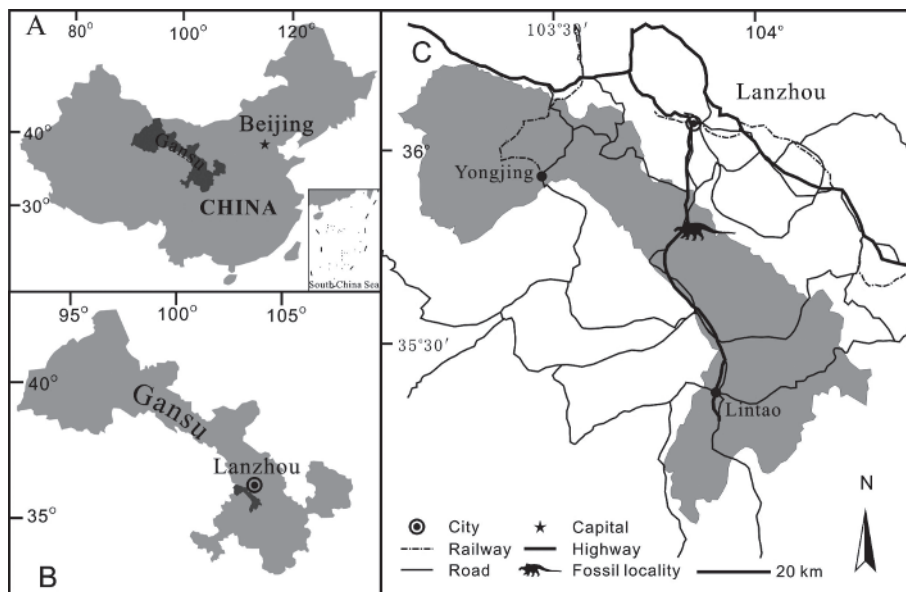 A
80°
100°
120°
40°
30°
Beijing
Gansu
CHINA
South China Sea
B
95°
100°
105°
40°
35°
Gansu
Lanzhou
C
103°30′
104°
36°
35°30′
Lanzhou
Yongjing
Lintao
N
City
Capital
Railway
Highway
Road
Fossil locality
20 km